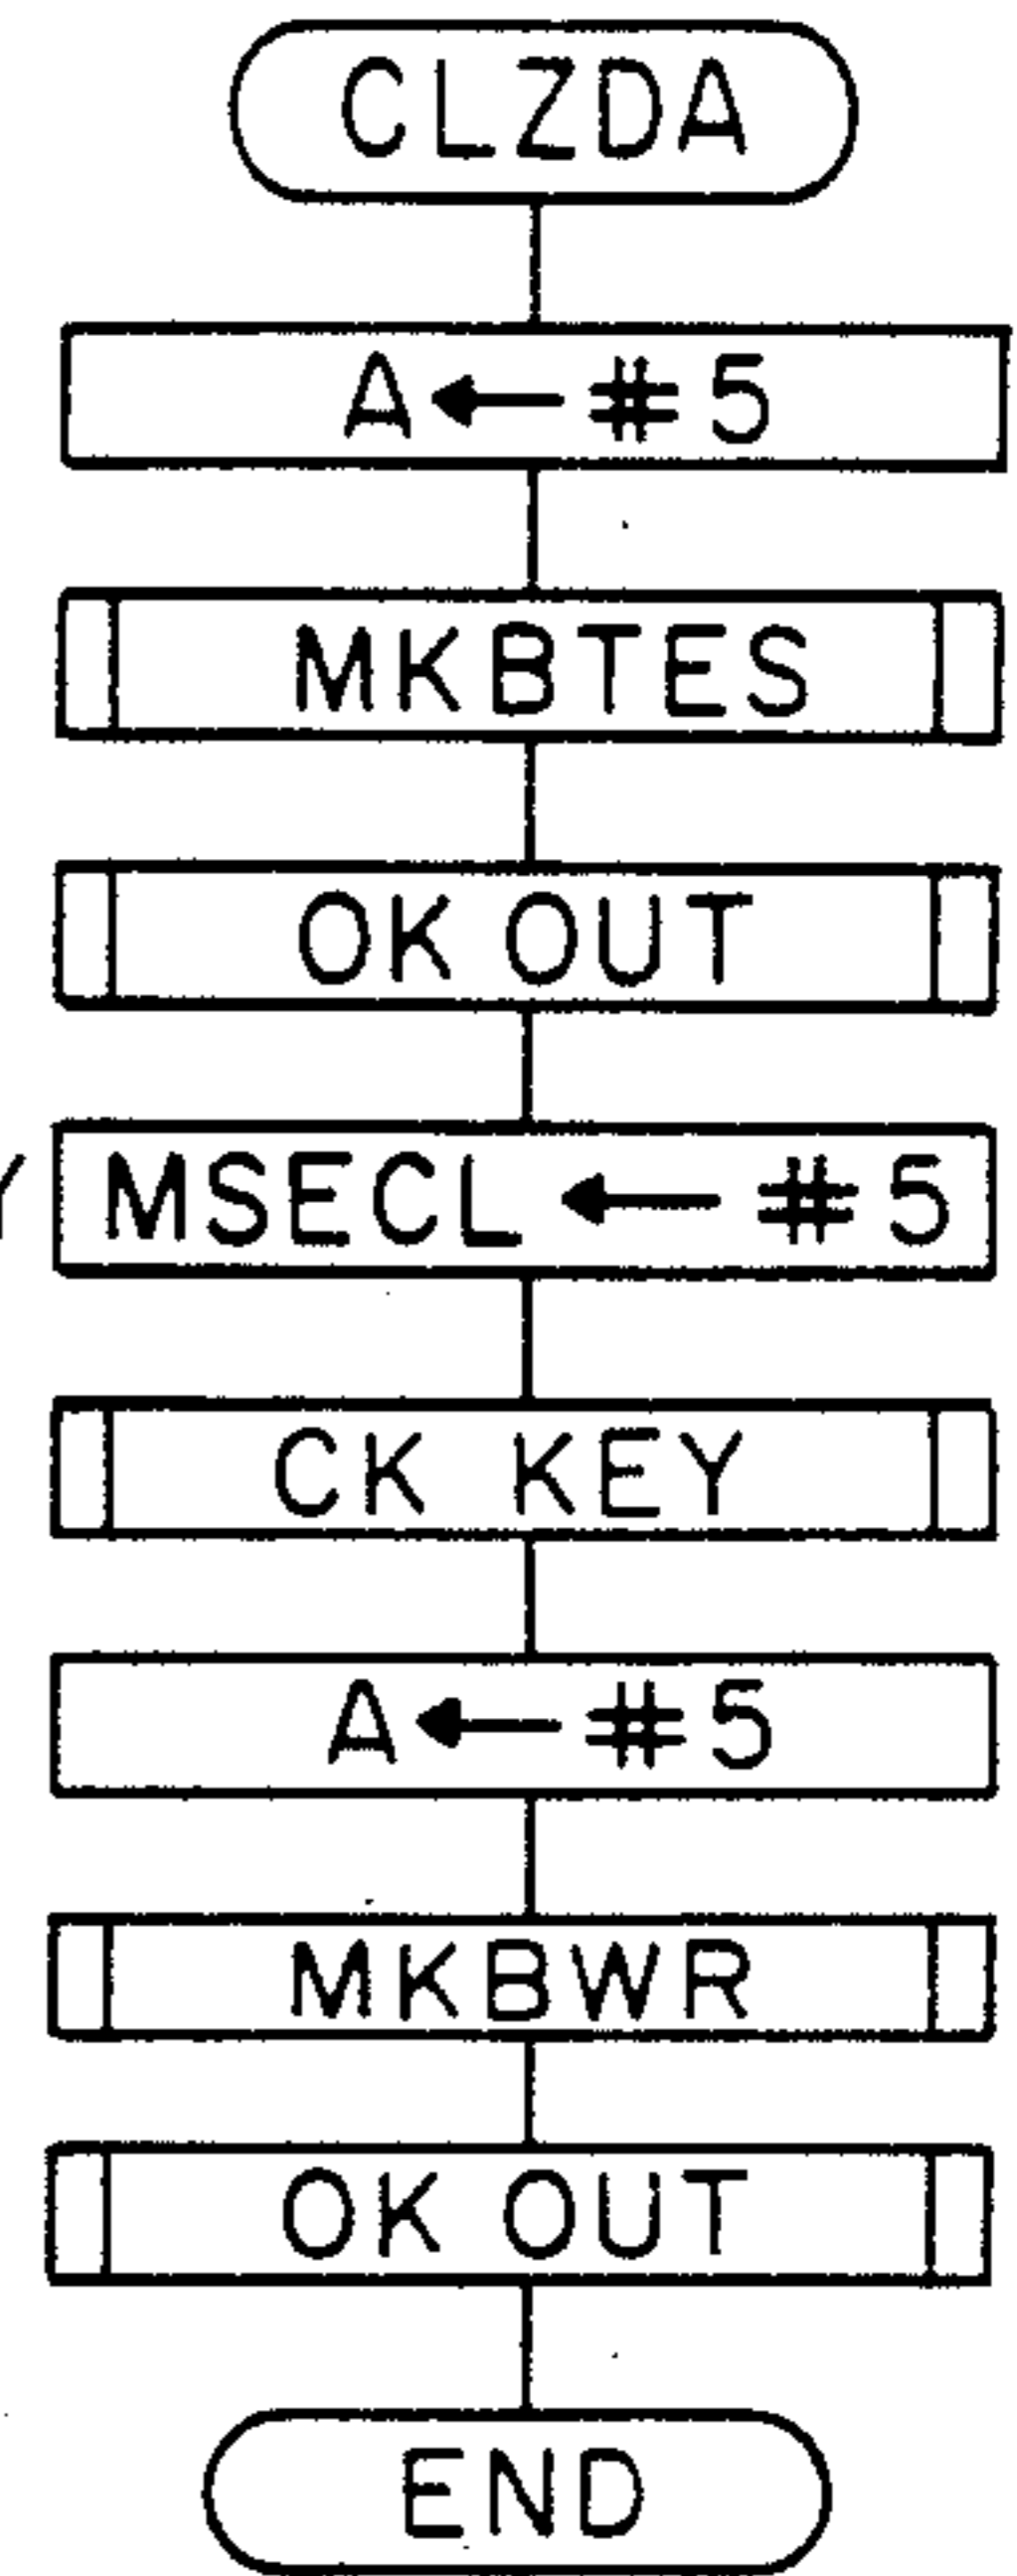 CLZDA
A ← #5
MKBTES
OK OUT
Y MSECL ← #5
CK KEY
A ← #5
MKBWR
OK OUT
END